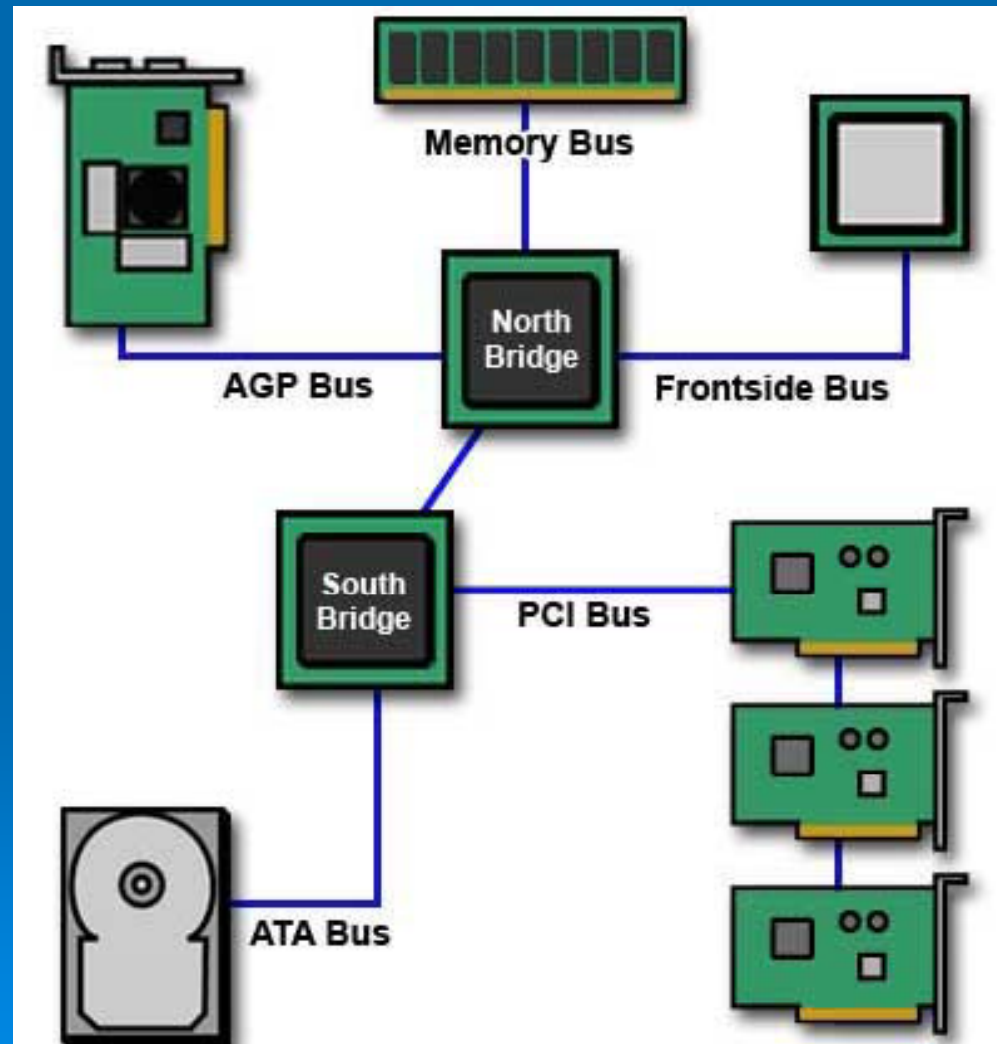 Memory Bus
North
Bridge
AGP Bus
Frontside Bus
South
Bridge
PCI Bus
ATA Bus